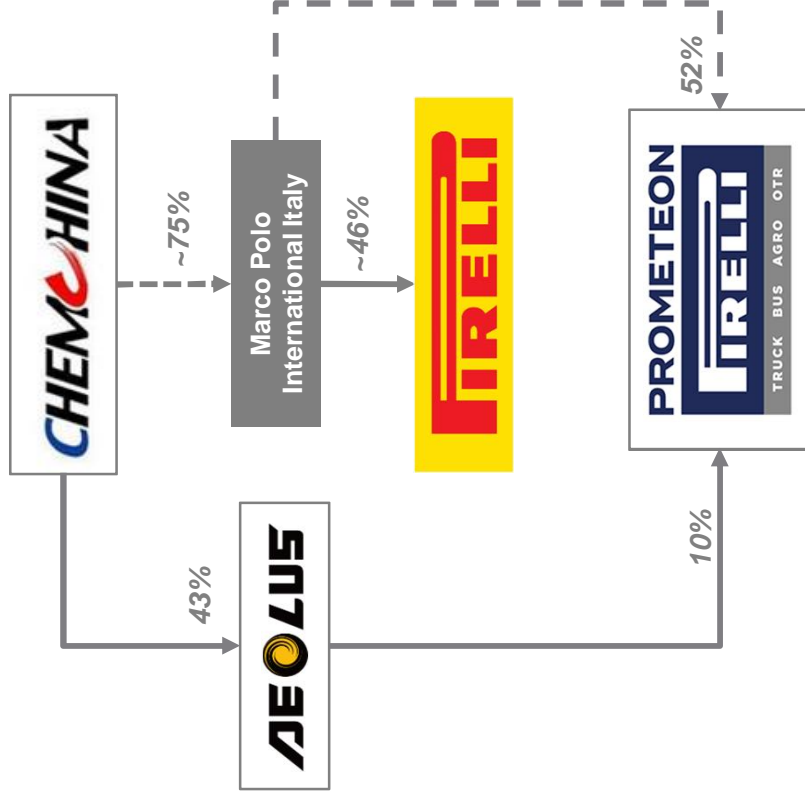 CHEMCHINA
52%
~75%
Marco Polo
International Italy
43%
~46%
AEOLUS
PIRELLI
10%
PROMETEON
PIRELLI
TRUCK BUS AGRO OTR